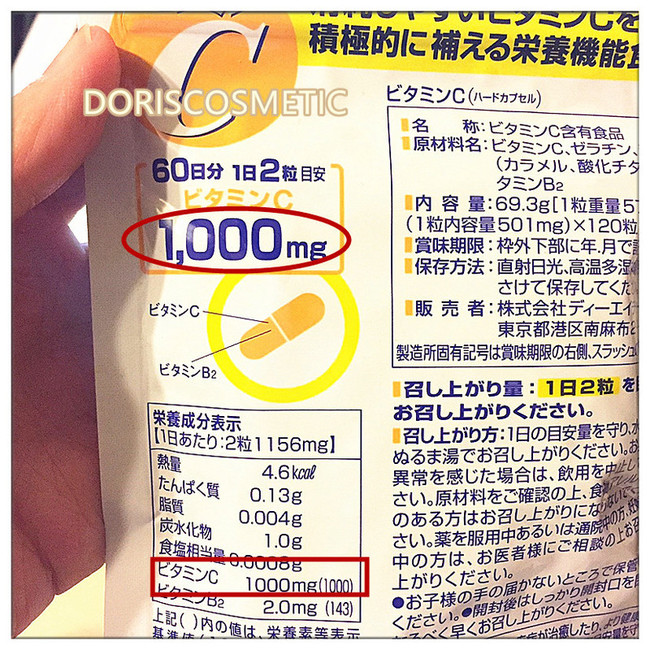 ビタミンCを
積極的に補える栄養機能食
C
DORISCOSMETIC
60日分 1日2粒目安
ビタミンC
1,000mg
ビタミンC
ビタミンB2
栄養成分表示
【1日あたり:2粒1156mg】
熱量 4.6kcal
たんぱく質 0.13g
脂質 0.004g
炭水化物 1.0g
食塩相当量 0.0008g
ビタミンC 1000mg(1000)
ビタミンB2 2.0mg(143)
上記( )内の値は、栄養素等表示
ビタミンC(ハードカプセル)
名 称:ビタミンC含有食品
原材料名:ビタミンC、ゼラチン、
(カラメル、酸化チタ
タミンB2
内 容 量:69.3g[1粒重量57
(1粒内容量501mg)×120粒
賞味期限:枠外下部に年.月で
保存方法:直射日光、高温多湿
さけて保存してくだ
販 売 者:株式会社ディーエイ
東京都港区南麻布2
製造所固有記号は賞味期限の右側、スラッシュ
召し上がり量:1日2粒を
お召し上がりください。
召し上がり方:1日の目安量を守り、水
ぬるま湯でお召し上がりください。お
異常を感じた場合は、飲用を中止し
さい。原材料をご確認の上、食物
のある方はお召し上がりにならないで
さい。薬を服用中あるいは通院中の方、
中の方は、お医者様にご相談の上お
上がりください。
●お子様の手の届かないところで保管
●開封後はしっかり開封口を
るべく早くお召し上がりください。